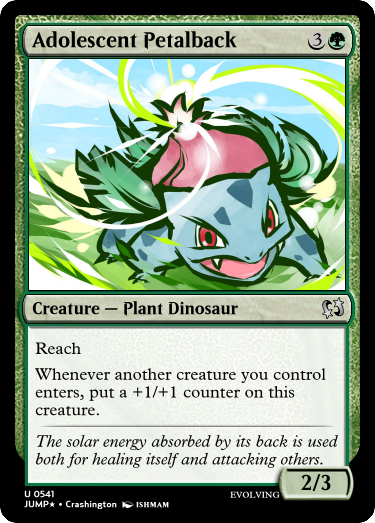 Adolescent Petalback 3
Creature — Plant Dinosaur
Reach
Whenever another creature you control
enters, put a +1/+1 counter on this
creature.
The solar energy absorbed by its back is used
both for healing itself and attacking others.
2/3
U 0541
JUMP★ • Crashington ISHMAM
EVOLVING